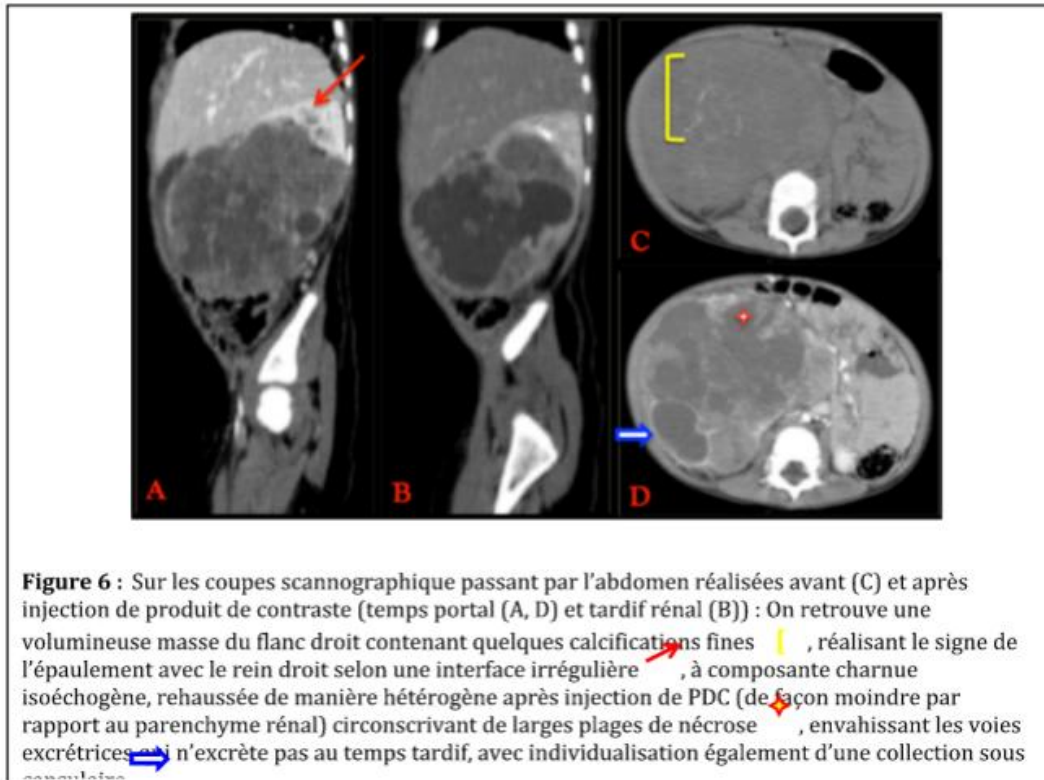 A
B
C
D
Figure 6 : Sur les coupes scannographique passant par l'abdomen réalisées avant (C) et après
injection de produit de contraste (temps portal (A, D) et tardif rénal (B)) : On retrouve une
volumineuse masse du flanc droit contenant quelques calcifications fines [ , réalisant le signe de
l'épaulement avec le rein droit selon une interface irrégulière , à composante charnue
isoéchogène, rehaussée de manière hétérogène après injection de PDC (de façon moindre par
rapport au parenchyme rénal) circonscrivant de larges plages de nécrose , envahissant les voies
excrétrices n'excrète pas au temps tardif, avec individualisation également d'une collection sous